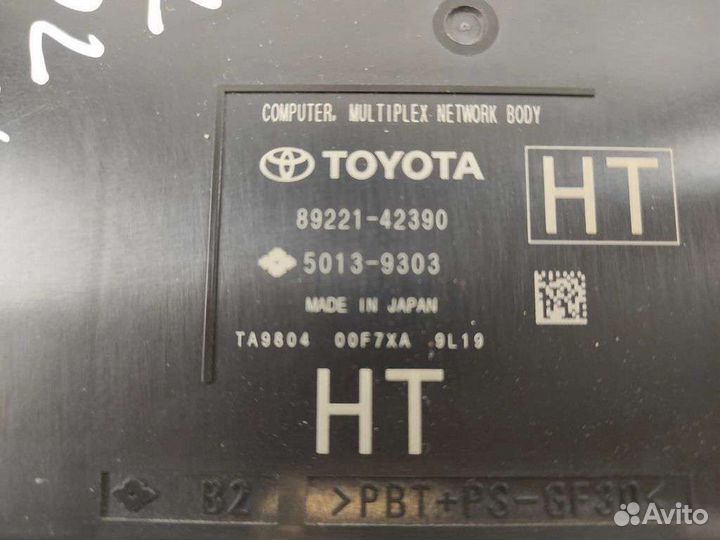 COMPUTER, MULTIPLEX NETWORK BODY
TOYOTA
HT
89221-42390
5013-9303
MADE IN JAPAN
TA9804 00F7XA 9L19
HT
B2 >PBT+PS-GF30<
Avito